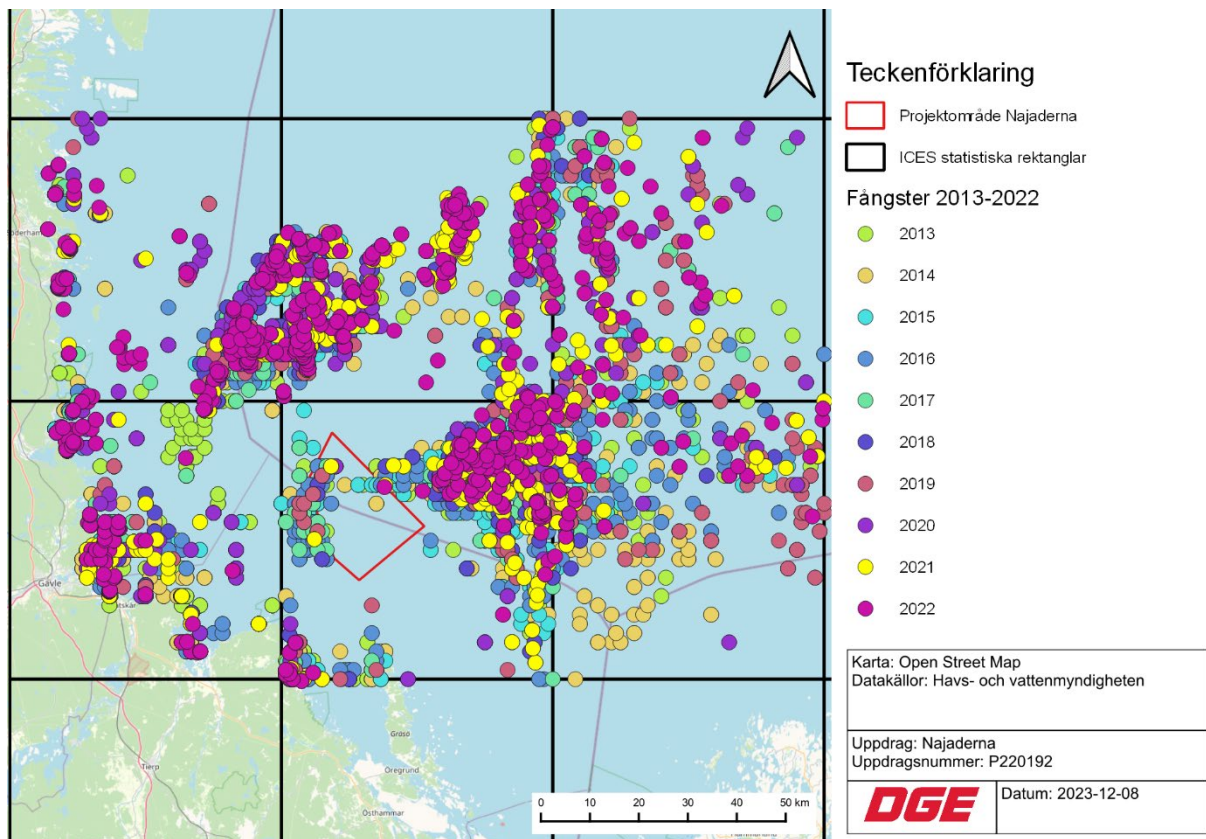 Söderham
Gävle
atskär
Tierp
Gräsö
Öregrund
Östhammar
0 10 20 30 40 50 km
Teckenförklaring
Projektområde Najaderna
ICES statistiska rektanglar
Fångster 2013-2022
2013
2014
2015
2016
2017
2018
2019
2020
2021
2022
Karta: Open Street Map
Datakällor: Havs- och vattenmyndigheten
Uppdrag: Najaderna
Uppdragsnummer: P220192
DGE
Datum: 2023-12-08